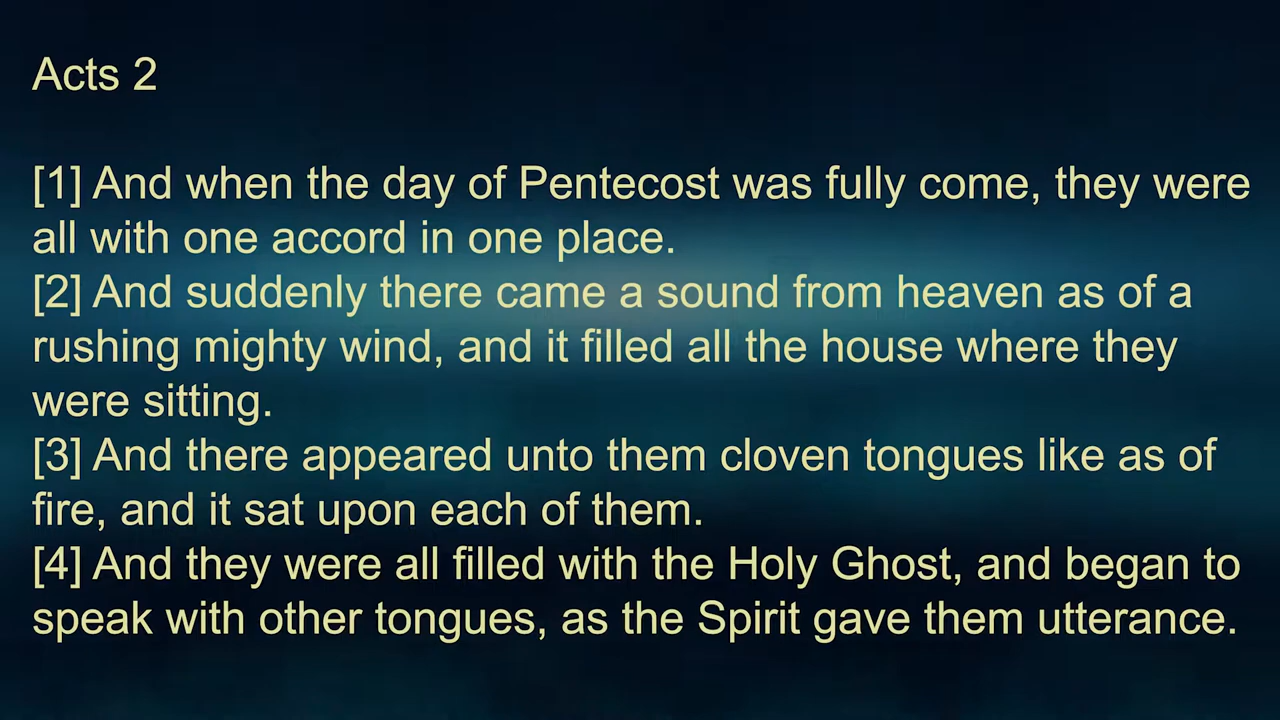 Acts 2
[1] And when the day of Pentecost was fully come, they were
all with one accord in one place.
[2] And suddenly there came a sound from heaven as of a
rushing mighty wind, and it filled all the house where they
were sitting.
[3] And there appeared unto them cloven tongues like as of
fire, and it sat upon each of them.
[4] And they were all filled with the Holy Ghost, and began to
speak with other tongues, as the Spirit gave them utterance.